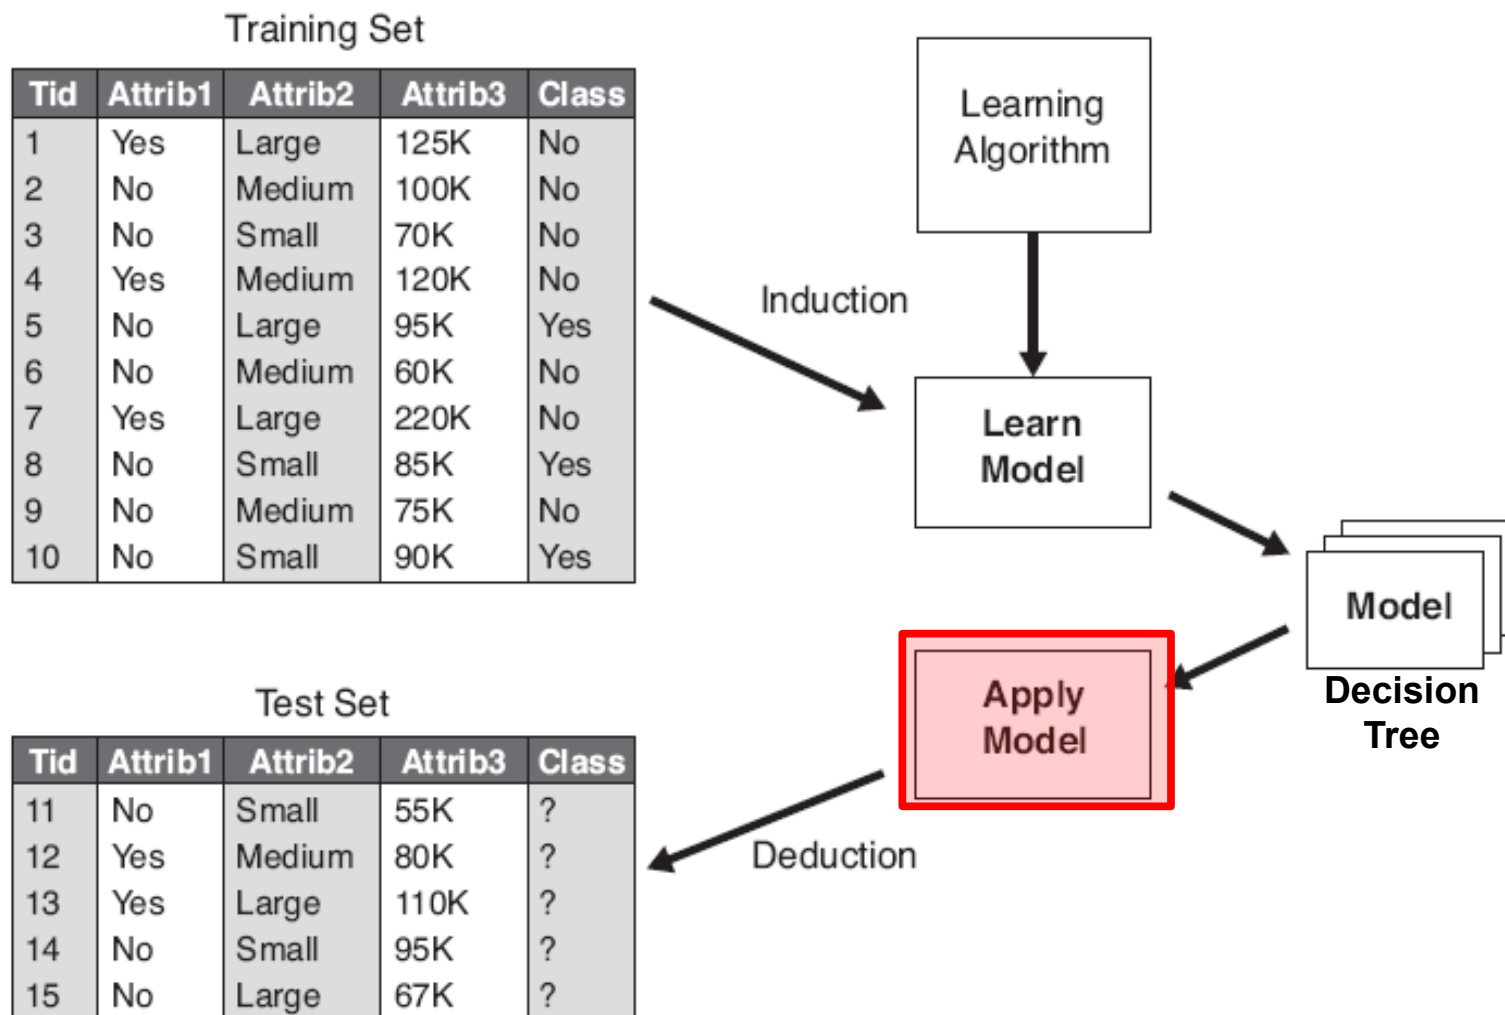 Training Set
Tid Attrib1 Attrib2 Attrib3 Class
1 Yes Large 125K No
2 No Medium 100K No
3 No Small 70K No
4 Yes Medium 120K No
5 No Large 95K Yes
6 No Medium 60K No
7 Yes Large 220K No
8 No Small 85K Yes
9 No Medium 75K No
10 No Small 90K Yes
Learning
Algorithm
Induction
Learn
Model
Model
Decision
Tree
Apply
Model
Deduction
Test Set
Tid Attrib1 Attrib2 Attrib3 Class
11 No Small 55K ?
12 Yes Medium 80K ?
13 Yes Large 110K ?
14 No Small 95K ?
15 No Large 67K ?